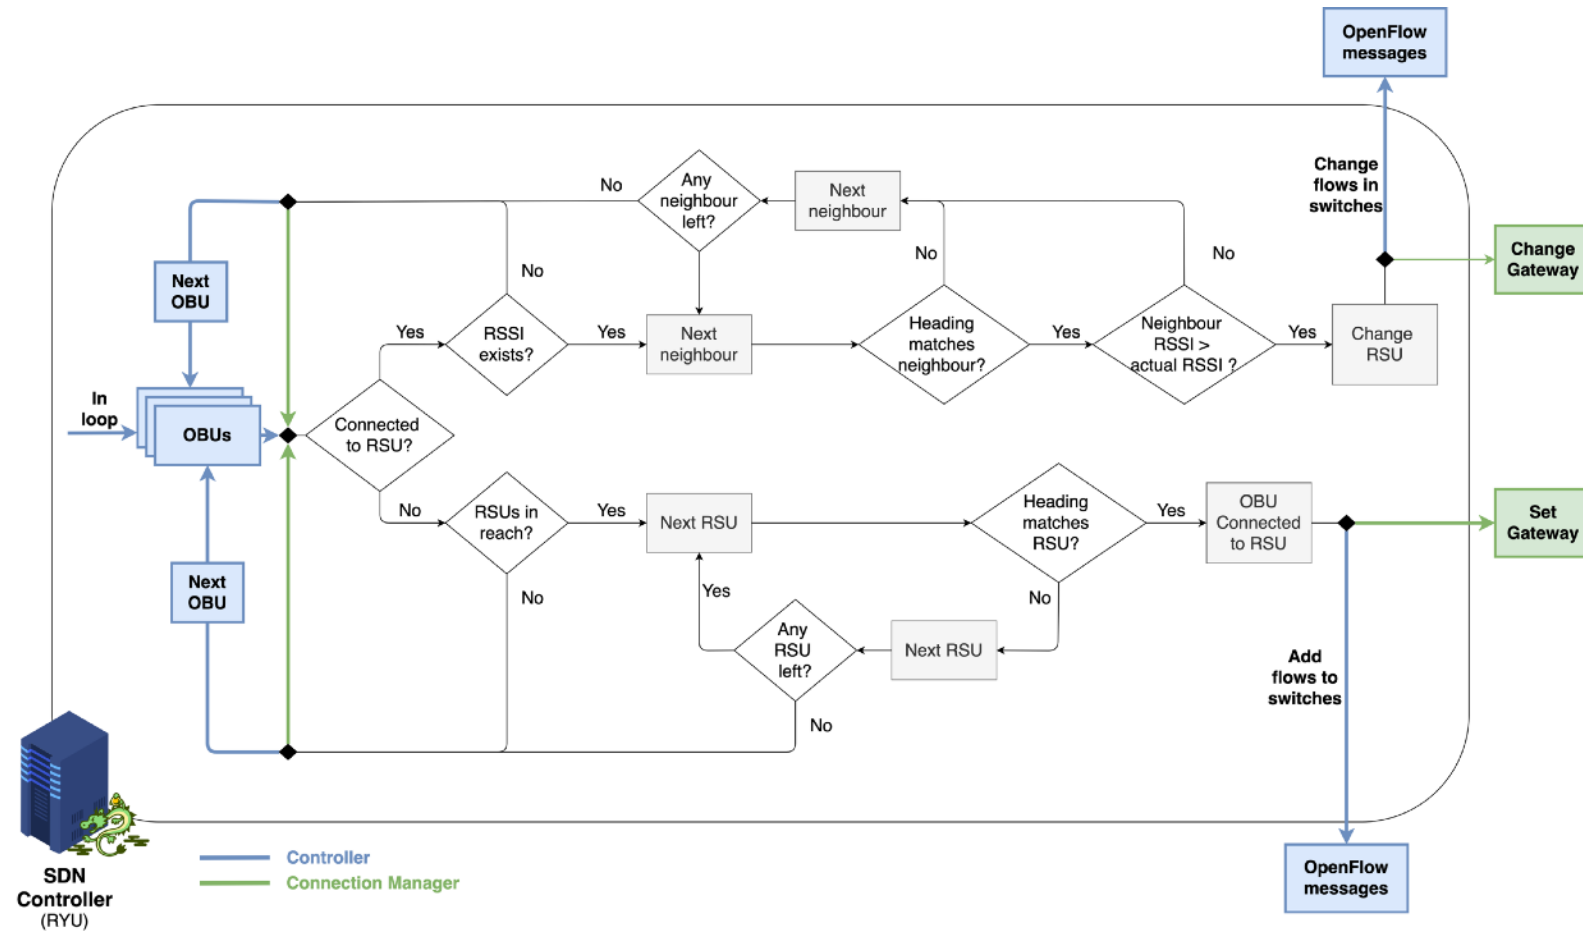 OpenFlow
messages
Change
flows in
switches
Any
neighbour
left?
No
Next
neighbour
Change
Gateway
Next
OBU
No
No
No
RSSI
exists?
Yes
Yes
Next
neighbour
Heading
matches
neighbour?
Yes
Neighbour
RSSI >
actual RSSI ?
Yes
Change
RSU
In
loop
OBUs
Connected
to RSU?
No
RSUs in
reach?
Yes
Next RSU
Heading
matches
RSU?
Yes
OBU
Connected
to RSU
Set
Gateway
Next
OBU
No
Yes
No
Any
RSU
left?
Next RSU
No
Add
flows to
switches
OpenFlow
messages
SDN
Controller
(RYU)
Controller
Connection Manager